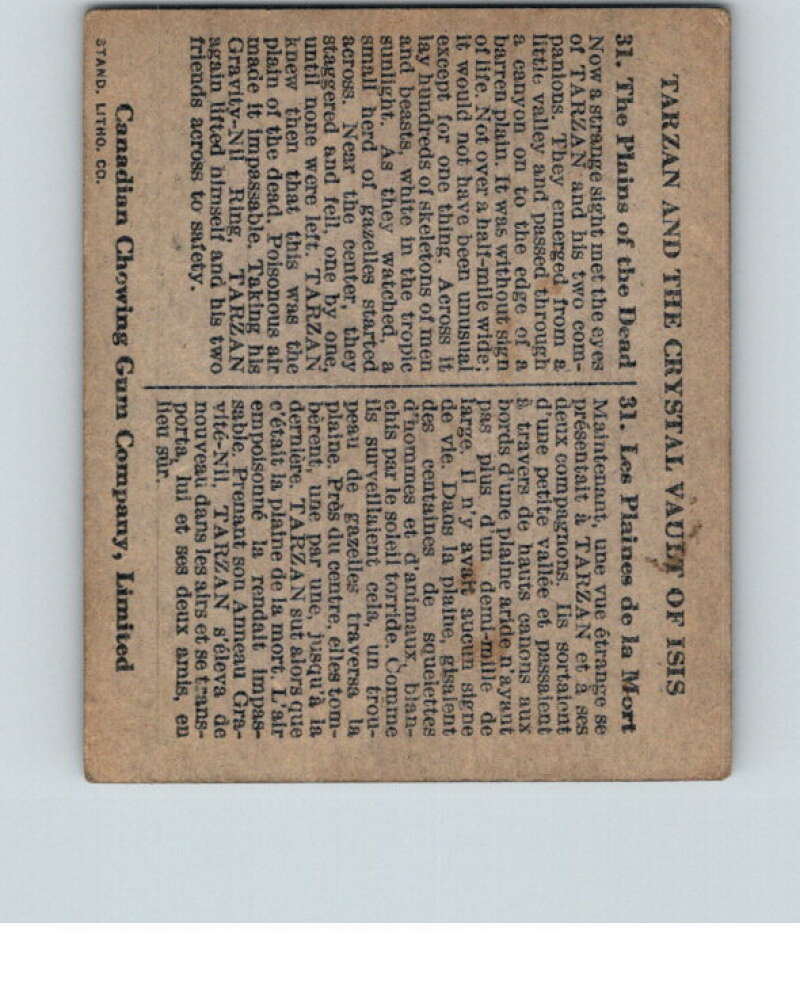 TARZAN AND THE CRYSTAL VAULT OF ISIS
31. The Plains of the Dead
Now a strange sight met the eyes
of TARZAN and his two com-
panions. They emerged from a
little valley and passed through
a canyon on to the edge of a
barren plain. It was without sign
of life. Not over a half-mile wide;
it would not have been unusual
except for one thing. Across it
lay hundreds of skeletons of men
and beasts, white in the tropic
sunlight. As they watched, a
small herd of gazelles started
across. Near the center, they
staggered and fell, one by one,
until none were left. TARZAN
knew then that this was the
plain of the dead. Poisonous air
made it impassable. Taking his
Gravity-Nil Ring, TARZAN
again lifted himself and his two
friends across to safety.
31. Les Plaines de la Mort
Maintenant, une vue étrange se
présentait à TARZAN et à ses
deux compagnons. Ils sortaient
d'une petite vallée et passaient
à travers de hauts canons aux
bords d'une plaine aride n'ayant
pas plus d'un demi-mille de
large. Il n'y avait aucun signe
de vie. Dans la plaine, gisaient
des centaines de squelettes
d'hommes et d'animaux, blan-
chis par le soleil torride. Comme
ils surveillaient cela, un trou-
peau de gazelles traversa la
plaine. Près du centre, elles tom-
bèrent, une par une, jusqu'à la
dernière. TARZAN sut alors que
c'était la plaine de la mort. L'air
empoisonné la rendait impas-
sable. Prenant son Anneau Gra-
vité-Nil, TARZAN s'éleva de
nouveau dans les airs et se trans-
porta, lui et ses deux amis, en
lieu sûr.
Canadian Chewing Gum Company, Limited
STAND. LITHO. CO.